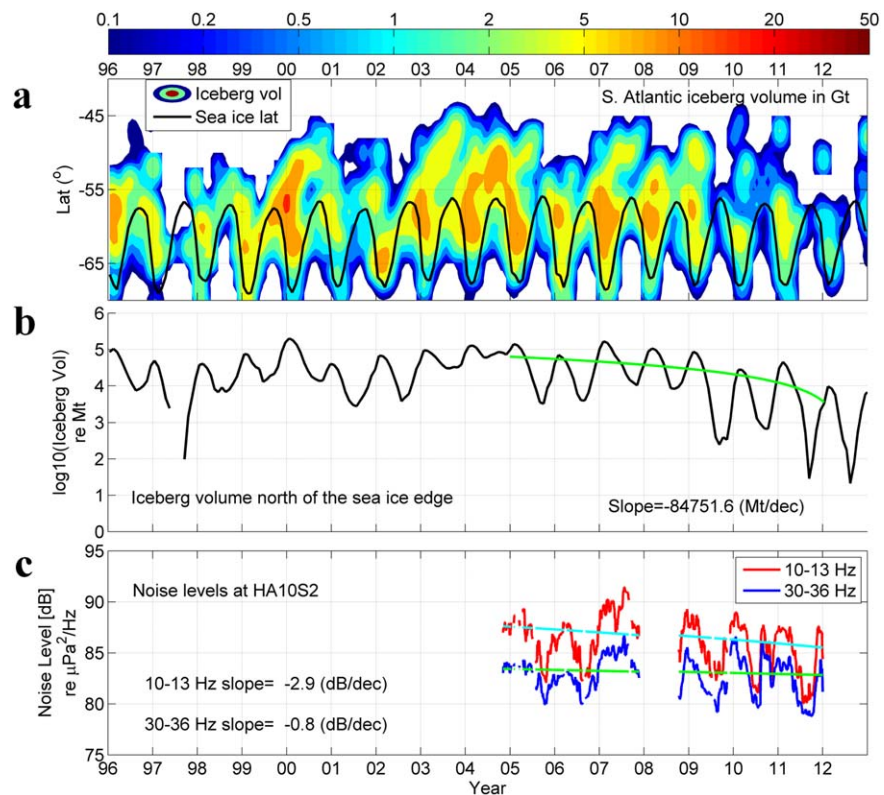 0.1 0.2 0.5 1 2 5 10 20 50
96 97 98 99 00 01 02 03 04 05 06 07 08 09 10 11 12
a
Iceberg vol
Sea ice lat
S. Atlantic iceberg volume in Gt
-45
-55
-65
Lat (°)
b
6
5
4
3
2
1
0
log10(Iceberg Vol)
re Mt
Iceberg volume north of the sea ice edge
Slope=-84751.6 (Mt/dec)
c
95
90
85
80
75
Noise Level [dB]
re μPa²/Hz
Noise levels at HA10S2
10-13 Hz
30-36 Hz
10-13 Hz slope= -2.9 (dB/dec)
30-36 Hz slope= -0.8 (dB/dec)
96 97 98 99 00 01 02 03 04 05 06 07 08 09 10 11 12
Year